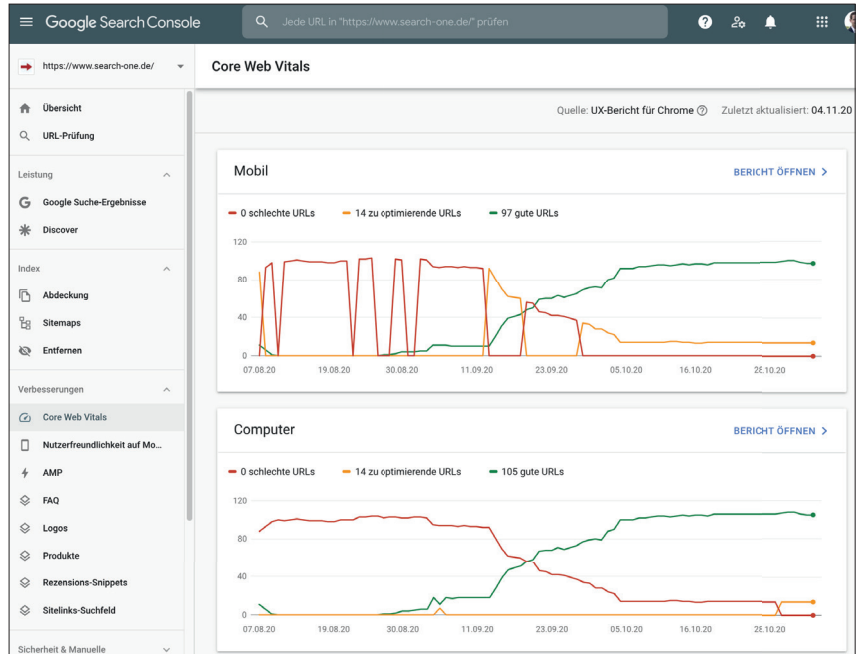 Google Search Console
Jede URL in "https://www.search-one.de/" prüfen
https://www.search-one.de/
Core Web Vitals
Quelle: UX-Bericht für Chrome
Zuletzt aktualisiert: 04.11.20
Übersicht
URL-Prüfung
Leistung
Google Suche-Ergebnisse
Discover
Index
Abdeckung
Sitemaps
Entfernen
Verbesserungen
Core Web Vitals
Nutzerfreundlichkeit auf Mo...
AMP
FAQ
Logos
Produkte
Rezensions-Snippets
Sitelinks-Suchfeld
Sicherheit & Manuelle
Mobil
BERICHT ÖFFNEN
0 schlechte URLs 14 zu optimierende URLs 97 gute URLs
120
80
40
0
07.08.20 19.08.20 30.08.20 11.09.20 23.09.20 05.10.20 16.10.20 28.10.20
Computer
BERICHT ÖFFNEN
0 schlechte URLs 14 zu optimierende URLs 105 gute URLs
120
80
40
0
07.08.20 19.08.20 30.08.20 11.09.20 23.09.20 05.10.20 16.10.20 28.10.20